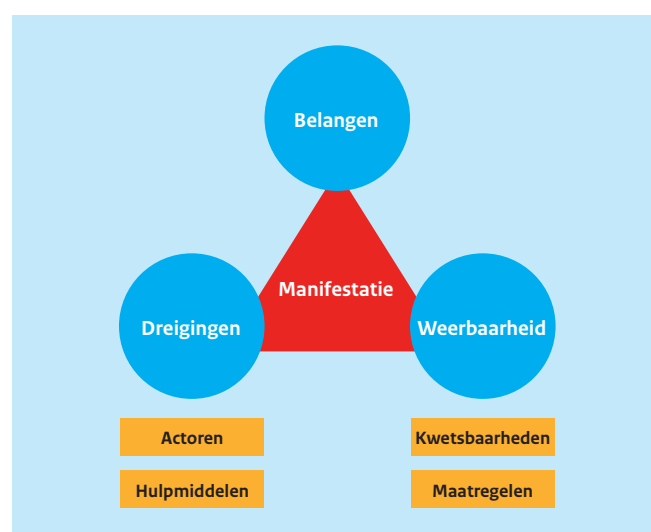 Belangen
Manifestatie
Dreigingen
Weerbaarheid
Actoren
Kwetsbaarheden
Hulpmiddelen
Maatregelen